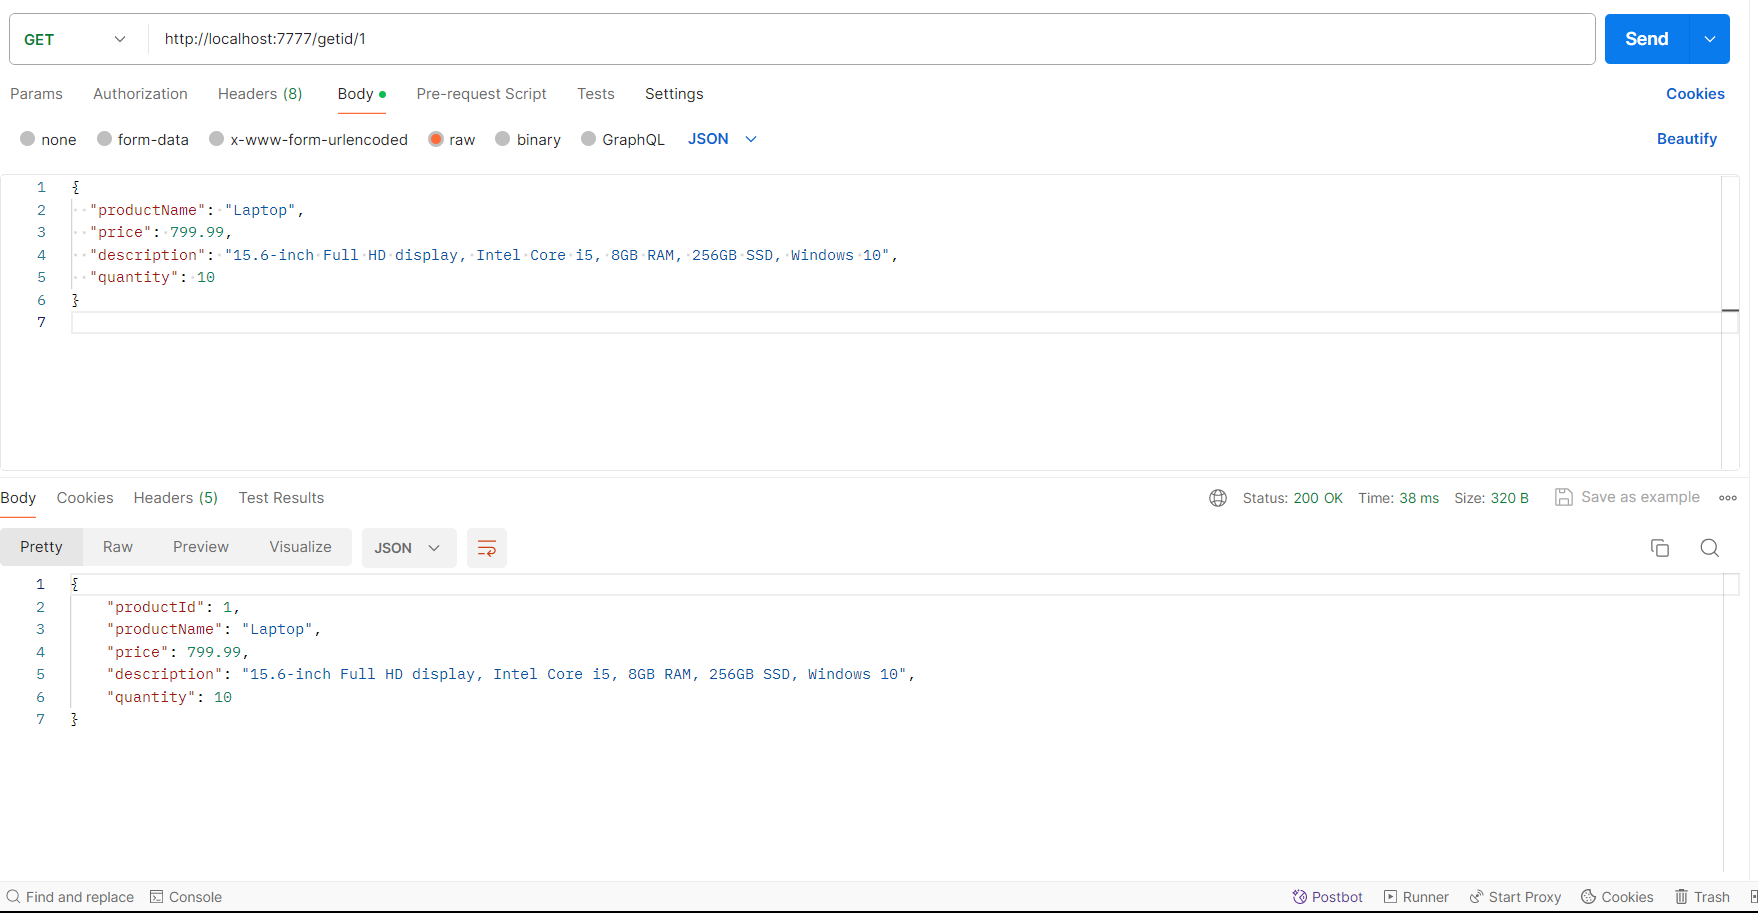 GET http://localhost:7777/getid/1 Send
Params Authorization Headers (8) Body Pre-request Script Tests Settings Cookies
none form-data x-www-form-urlencoded raw binary GraphQL JSON Beautify
1 {
2 "productName": "Laptop",
3 "price": 799.99,
4 "description": "15.6-inch Full HD display, Intel Core i5, 8GB RAM, 256GB SSD, Windows 10",
5 "quantity": 10
6 }
7
Body Cookies Headers (5) Test Results Status: 200 OK Time: 38 ms Size: 320 B Save as example
Pretty Raw Preview Visualize JSON
1 {
2 "productId": 1,
3 "productName": "Laptop",
4 "price": 799.99,
5 "description": "15.6-inch Full HD display, Intel Core i5, 8GB RAM, 256GB SSD, Windows 10",
6 "quantity": 10
7 }
Find and replace Console Postbot Runner Start Proxy Cookies Trash